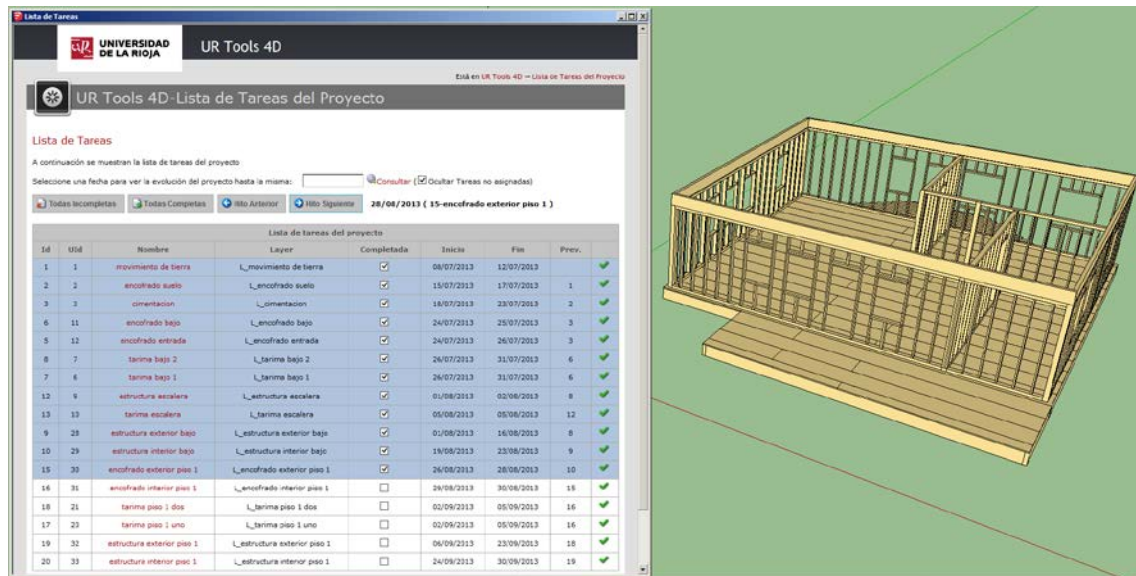 Lista de Tareas
UNIVERSIDAD
DE LA RIOJA
UR Tools 4D
Está en UR Tools 4D — Lista de Tareas del Proyecto
UR Tools 4D-Lista de Tareas del Proyecto
Lista de Tareas
A continuación se muestran la lista de tareas del proyecto
Seleccione una fecha para ver la evolución del proyecto hasta la misma: Consultar ( Ocultar Tareas no asignadas)
Todas Incompletas Todas Completas Hito Anterior Hito Siguiente 28/08/2013 ( 15-encofrado exterior piso 1 )
Lista de tareas del proyecto
Id UId Nombre Layer Completada Inicio Fin Prev.
1 1 movimiento de tierra L_movimiento de tierra 08/07/2013 12/07/2013
2 2 encofrado suelo L_encofrado suelo 15/07/2013 17/07/2013 1
3 3 cimentacion L_cimentacion 18/07/2013 23/07/2013 2
6 11 encofrado bajo L_encofrado bajo 24/07/2013 25/07/2013 3
5 12 encofrado entrada L_encofrado entrada 24/07/2013 26/07/2013 3
8 7 tarima bajo 2 L_tarima bajo 2 26/07/2013 31/07/2013 6
7 6 tarima bajo 1 L_tarima bajo 1 26/07/2013 31/07/2013 6
12 9 estructura escalera L_estructura escalera 01/08/2013 02/08/2013 8
13 10 tarima escalera L_tarima escalera 05/08/2013 05/08/2013 12
9 28 estructura exterior bajo L_estructura exterior bajo 01/08/2013 16/08/2013 8
10 29 estructura interior bajo L_estructura interior bajo 19/08/2013 23/08/2013 9
15 30 encofrado exterior piso 1 L_encofrado exterior piso 1 26/08/2013 28/08/2013 10
16 31 encofrado interior piso 1 L_encofrado interior piso 1 29/08/2013 30/08/2013 15
18 21 tarima piso 1 dos L_tarima piso 1 dos 02/09/2013 05/09/2013 16
17 23 tarima piso 1 uno L_tarima piso 1 uno 02/09/2013 05/09/2013 16
19 32 estructura exterior piso 1 L_estructura exterior piso 1 06/09/2013 23/09/2013 18
20 33 estructura interior piso 1 L_estructura interior piso 1 24/09/2013 30/09/2013 19